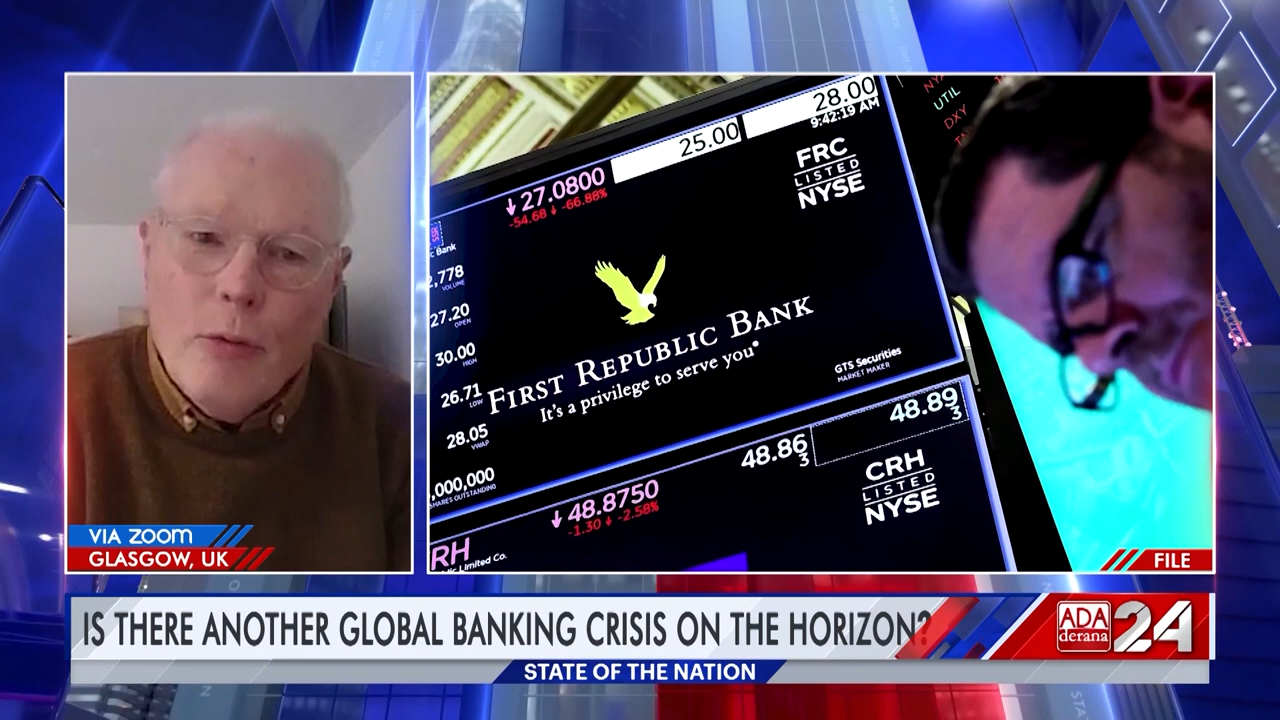 28.00
9:42:19 AM
25.00
27.0800
-54.68 -66.88%
FRC
LISTED
NYSE
UTIL
DXY
VOLUME
27.20
OPEN
30.00
HIGH
26.71
LOW
28.05
VWAP
,000,000
SHARES OUTSTANDING
FIRST REPUBLIC BANK
It's a privilege to serve you
GTS Securities
MARKET MAKER
48.89
3
48.86
3
48.8750
-1.30 -2.58%
CRH
LISTED
NYSE
RH
Limited Co.
VIA zoom
GLASGOW, UK
FILE
IS THERE ANOTHER GLOBAL BANKING CRISIS ON THE HORIZON?
ADA
derana
24
STATE OF THE NATION